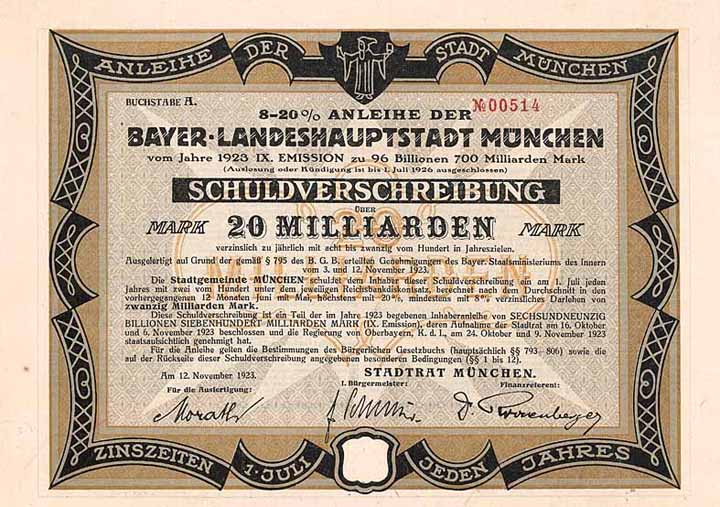 ANLEIHE DER STADT MÜNCHEN
BUCHSTABE A.
№00514
8-20% ANLEIHE DER
BAYER·LANDESHAUPTSTADT MÜNCHEN
vom Jahre 1923 IX. EMISSION zu 96 Billionen 700 Milliarden Mark
(Auslosung oder Kündigung ist bis 1. Juli 1926 ausgeschlossen)
SCHULDVERSCHREIBUNG
ÜBER
MARK 20 MILLIARDEN MARK
verzinslich zu jährlich mit acht bis zwanzig vom Hundert in Jahreszielen.
Ausgefertigt auf Grund der gemäß § 795 des B. G. B. erteilten Genehmigungen des Bayer. Staatsministeriums des Innern
vom 3. und 12. November 1923.
Die Stadtgemeinde MÜNCHEN schuldet dem Inhaber dieser Schuldverschreibung ein am 1. Juli jeden
Jahres mit zwei vom Hundert unter dem jeweiligen Reichsbankdiskontsatz, berechnet nach dem Durchschnitt in den
vorhergegangenen 12 Monaten Juni mit Mai, höchstens mit 20%, mindestens mit 8% verzinsliches Darlehen von
zwanzig Milliarden Mark.
Diese Schuldverschreibung ist ein Teil der im Jahre 1923 begebenen Inhaberanleihe von SECHSUNDNEUNZIG
BILLIONEN SIEBENHUNDERT MILLIARDEN MARK (IX. Emission), deren Aufnahme der Stadtrat am 16. Oktober
und 6. November 1923 beschlossen und die Regierung von Oberbayern, K. d. I., am 24. Oktober und 9. November 1923
staatsaufsichtlich genehmigt hat.
Für die Anleihe gelten die Bestimmungen des Bürgerlichen Gesetzbuchs (hauptsächlich §§ 793–806) sowie die
auf der Rückseite dieser Schuldverschreibung angegebenen besonderen Bedingungen (§§ 1 bis 12).
Am 12. November 1923.
STADTRAT MÜNCHEN.
Für die Ausfertigung:
I. Bürgermeister:
Finanzreferent:
MÜNCHEN
ZINSZEITEN 1·JULI JEDEN JAHRES